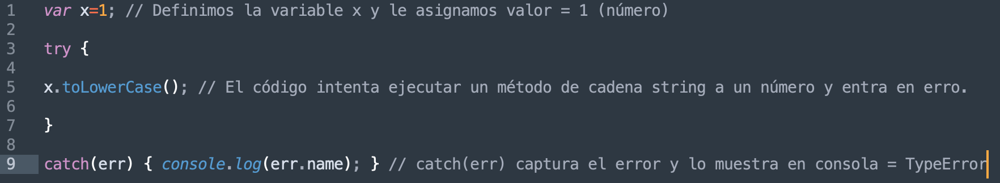 1 var x=1; // Definimos la variable x y le asignamos valor = 1 (número)
2
3 try {
4
5 x.toLowerCase(); // El código intenta ejecutar un método de cadena string a un número y entra en erro.
6
7 }
8
9 catch(err) { console.log(err.name); } // catch(err) captura el error y lo muestra en consola = TypeError